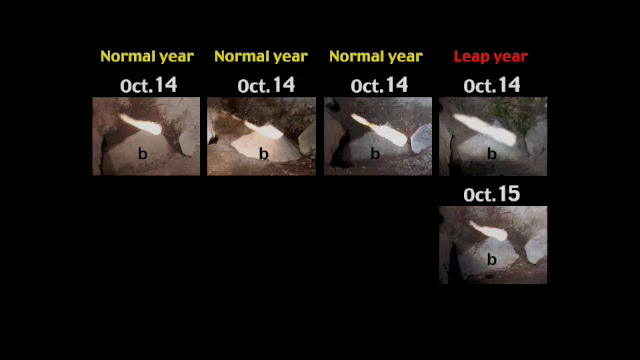 Normal year Normal year Normal year Leap year
Oct.14 Oct.14 Oct.14 Oct.14
b b b b
Oct.15
b